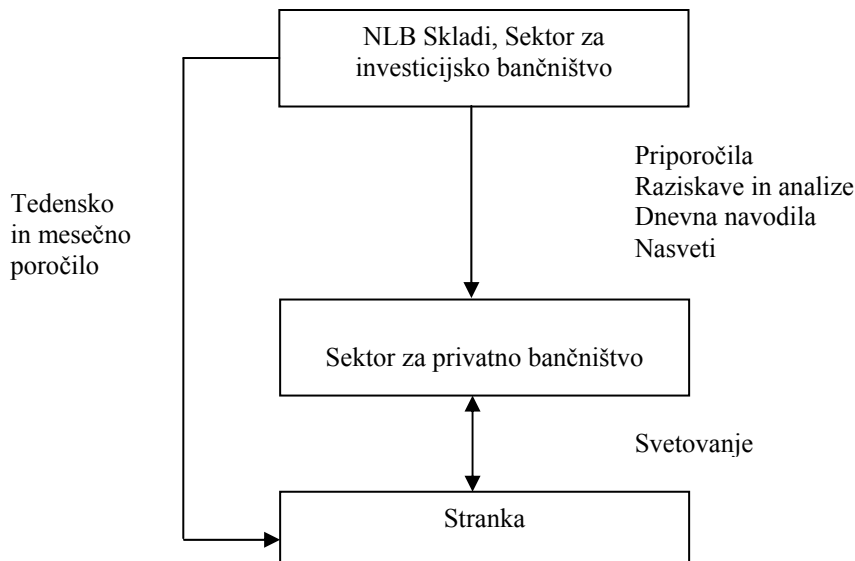 NLB Skladi, Sektor za
investicijsko bančništvo
Priporočila
Raziskave in analize
Dnevna navodila
Nasveti
Tedensko
in mesečno
poročilo
Sektor za privatno bančništvo
Svetovanje
Stranka